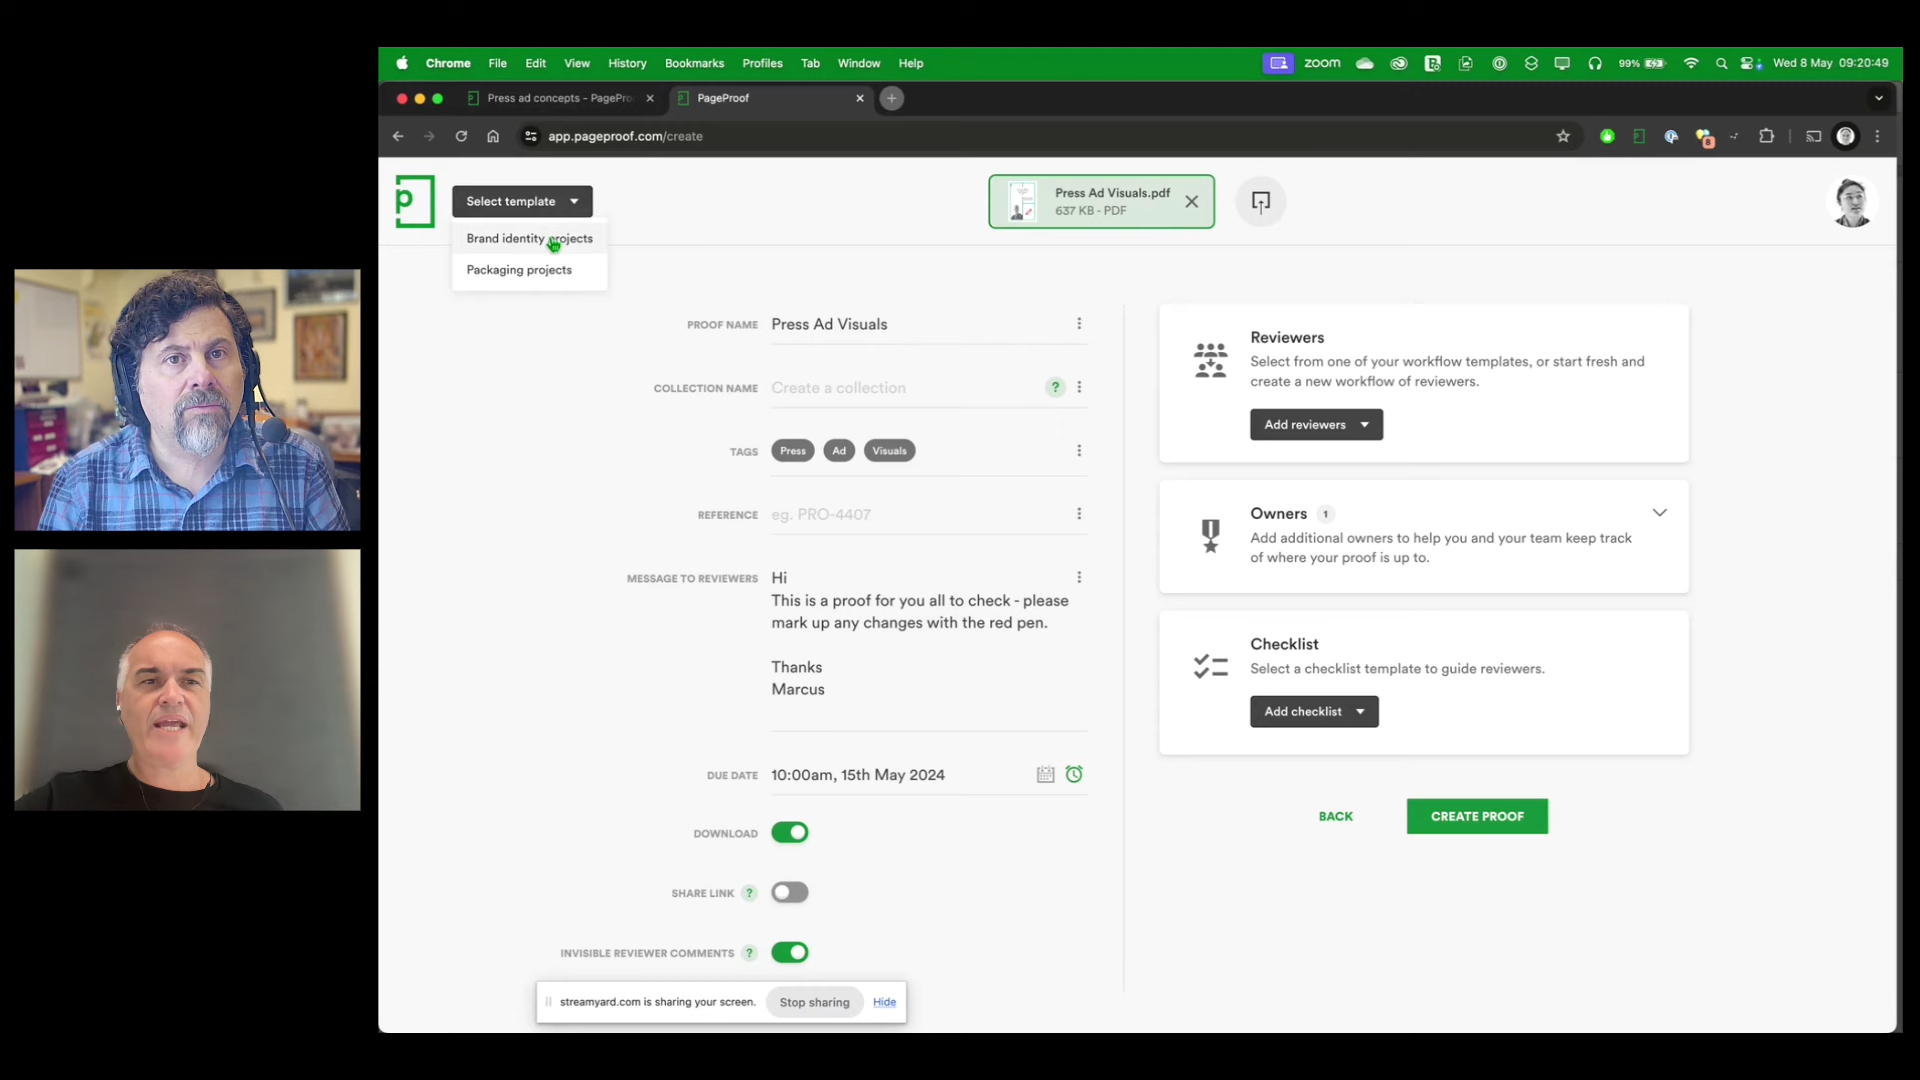 Chrome File Edit View History Bookmarks Profiles Tab Window Help
zoom 99% Wed 8 May 09:20:49
Press ad concepts - PagePro
PageProof
app.pageproof.com/create
8
p
Select template
Press Ad Visuals.pdf
637 KB - PDF
Brand identity projects
Packaging projects
PROOF NAME Press Ad Visuals
COLLECTION NAME Create a collection ?
TAGS Press Ad Visuals
REFERENCE eg. PRO-4407
MESSAGE TO REVIEWERS Hi
This is a proof for you all to check - please
mark up any changes with the red pen.
Thanks
Marcus
DUE DATE 10:00am, 15th May 2024
DOWNLOAD
SHARE LINK ?
INVISIBLE REVIEWER COMMENTS ?
Reviewers
Select from one of your workflow templates, or start fresh and
create a new workflow of reviewers.
Add reviewers
Owners 1
Add additional owners to help you and your team keep track
of where your proof is up to.
Checklist
Select a checklist template to guide reviewers.
Add checklist
BACK CREATE PROOF
streamyard.com is sharing your screen. Stop sharing Hide